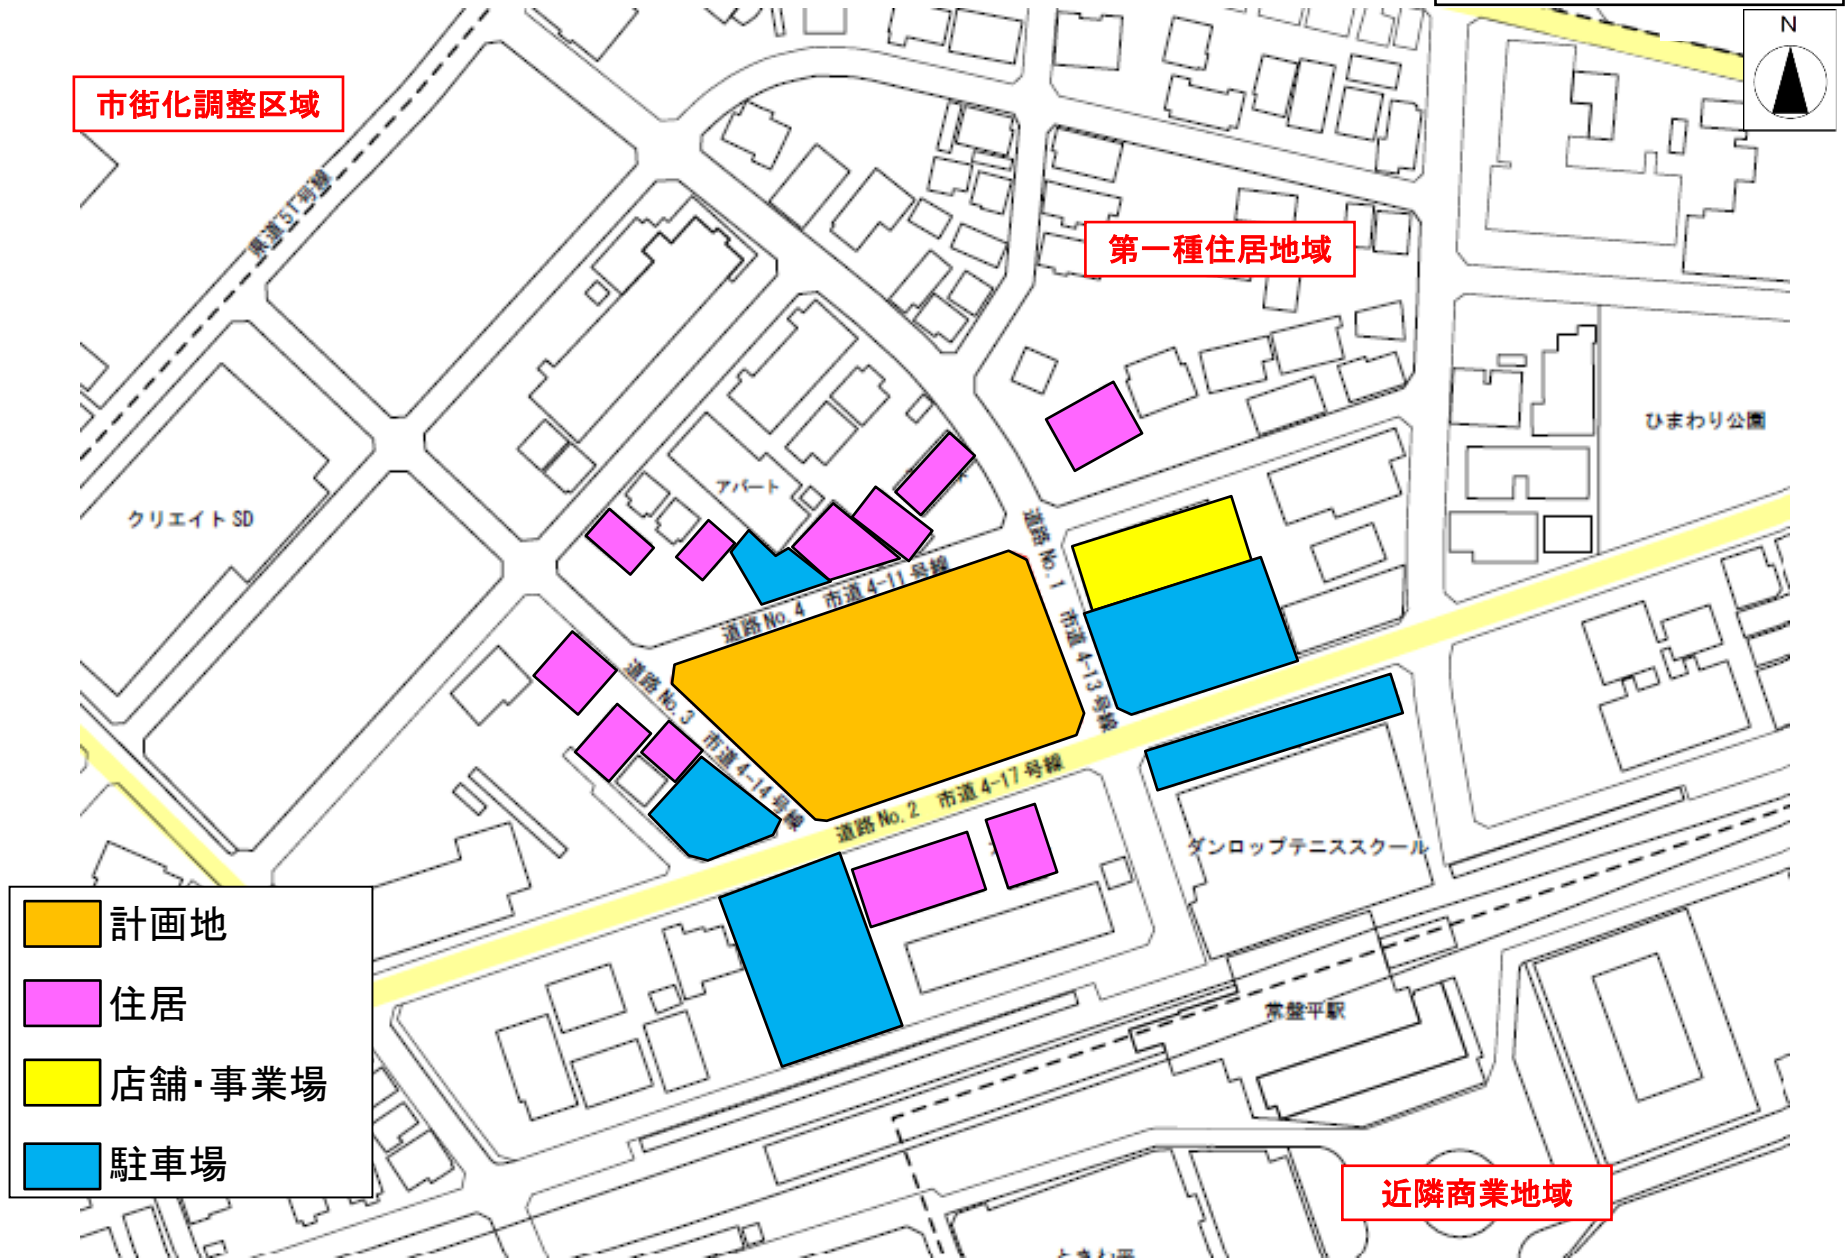 N
市街化調整区域
県道51号線
第一種住居地域
ひまわり公園
アパート
クリエイトSD
道路No.1 市道4-13号線
道路No.4 市道4-11号線
道路No.3 市道4-14号線
道路No.2 市道4-17号線
ダンロップテニススクール
計画地
住居
店舗・事業場
駐車場
常盤平駅
近隣商業地域